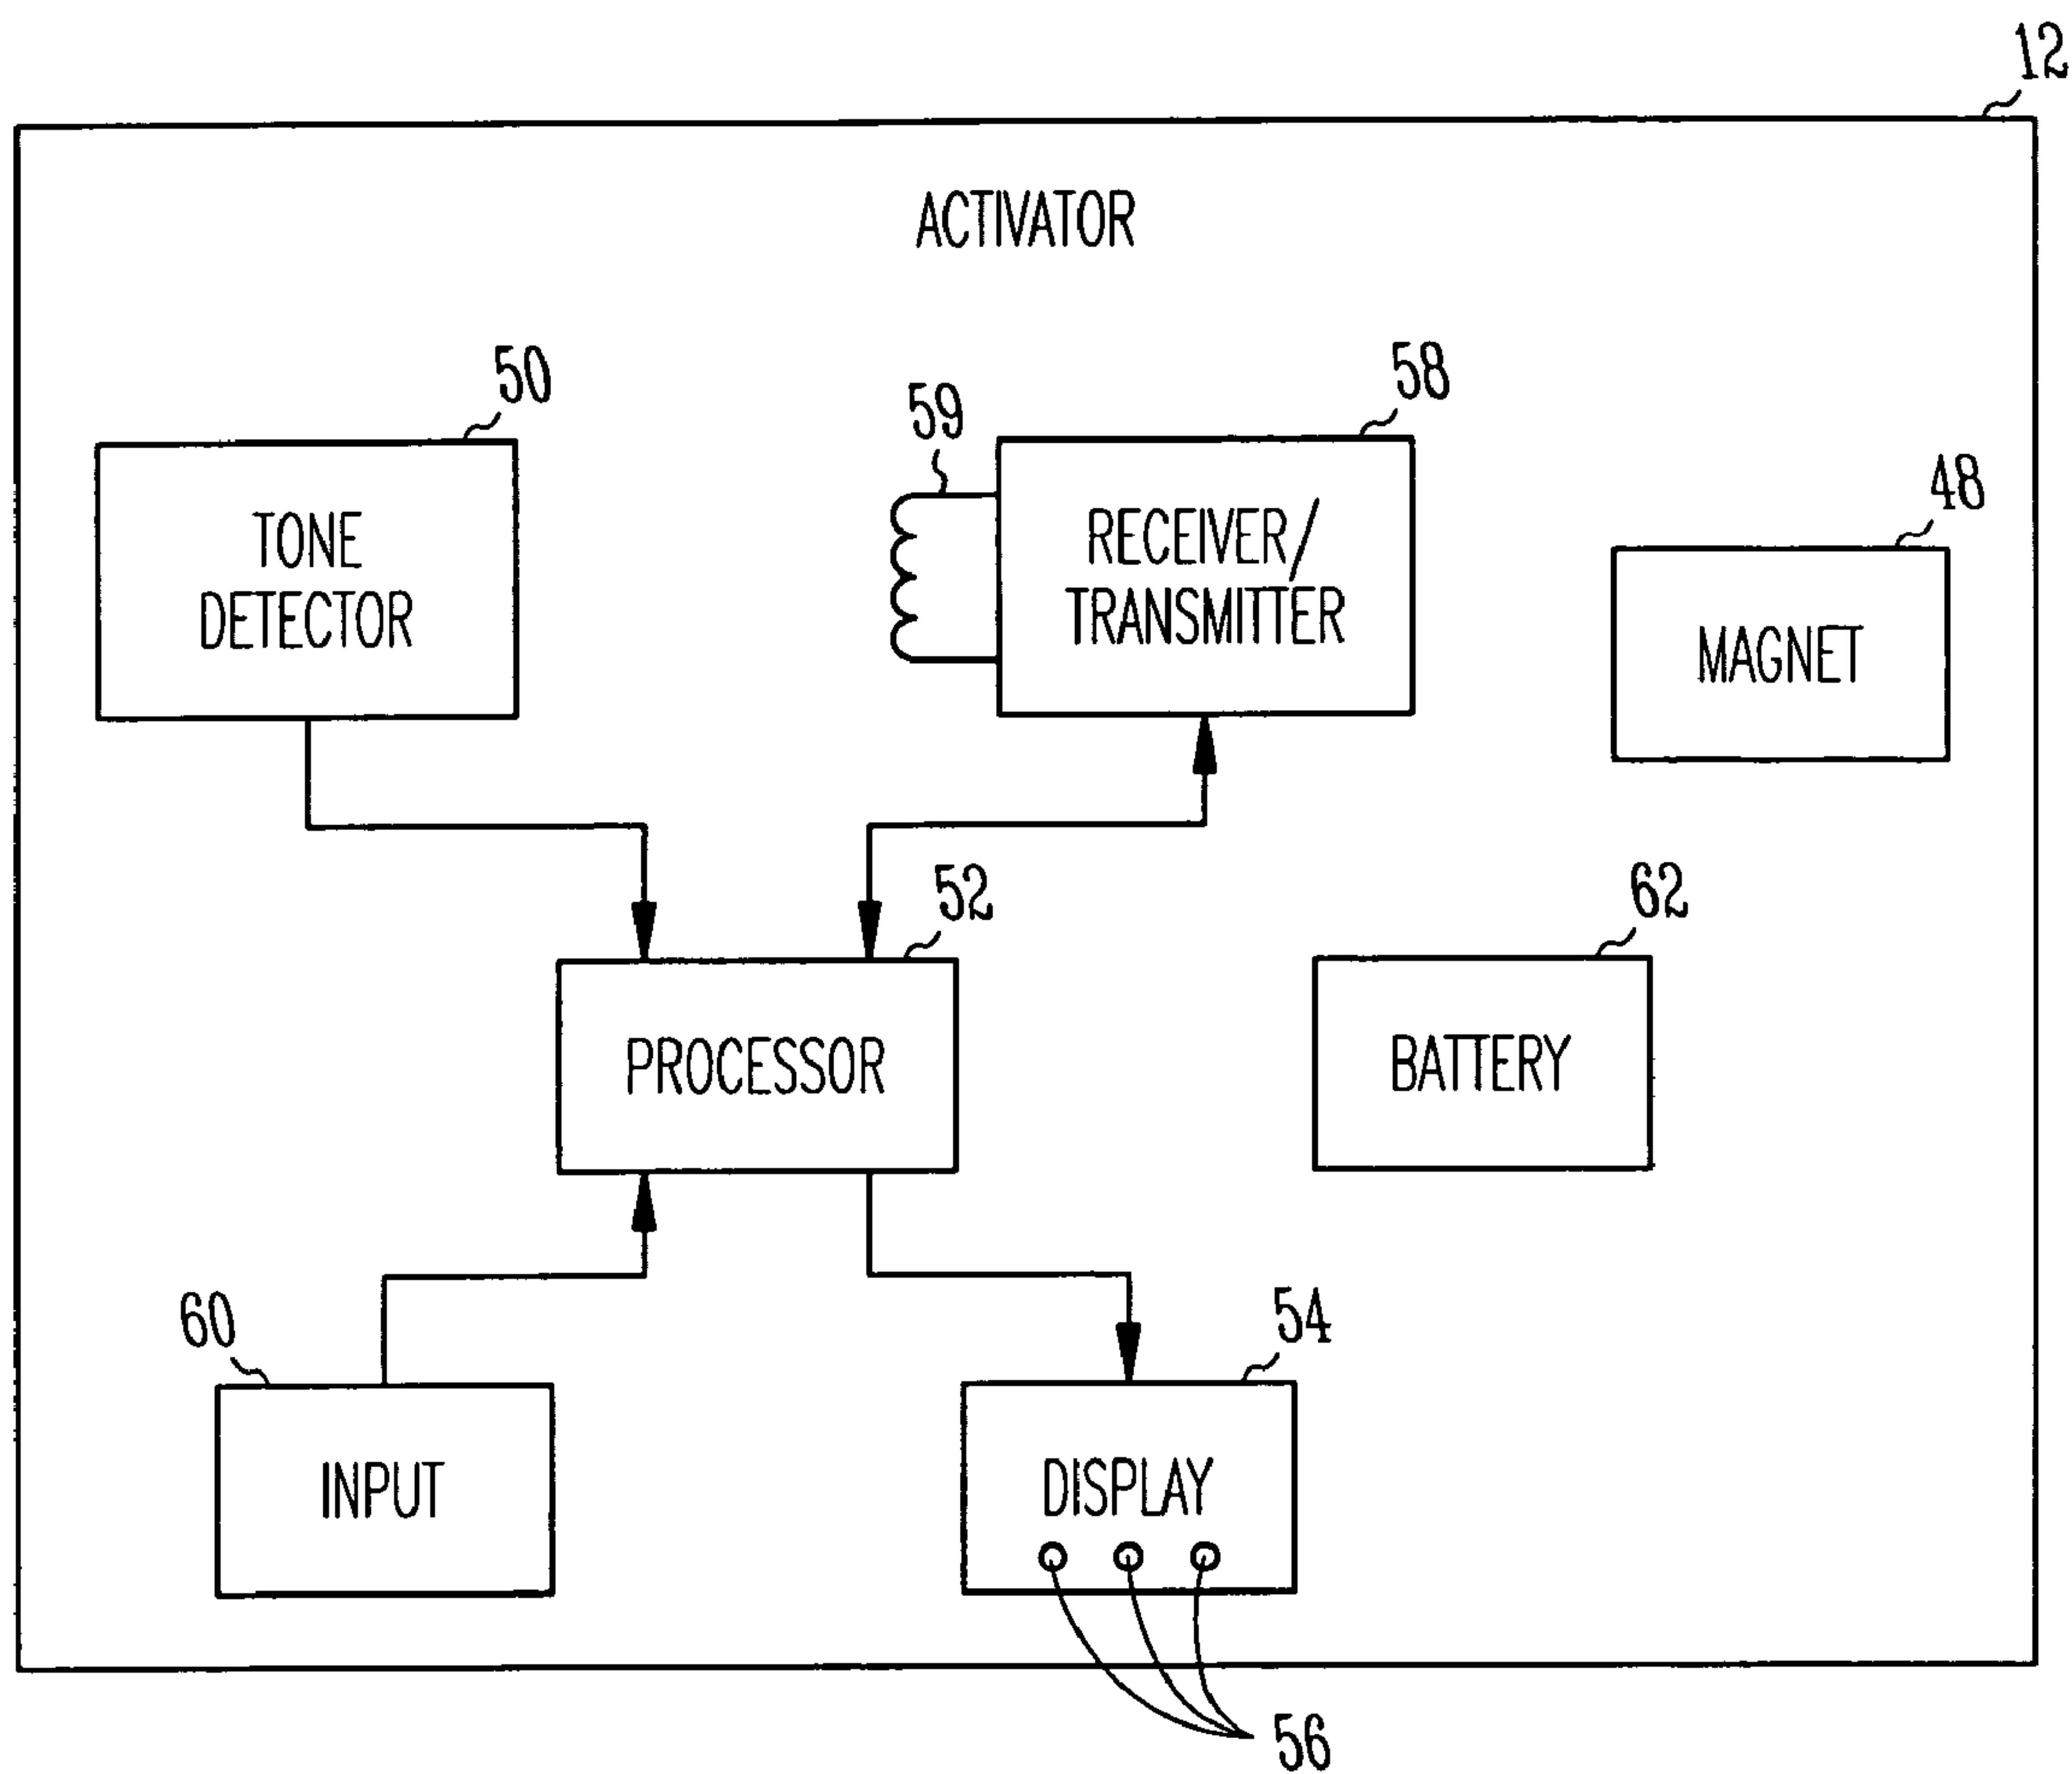 12
ACTIVATOR
50
59
58
48
TONE
DETECTOR
RECEIVER/
TRANSMITTER
MAGNET
52
62
PROCESSOR
BATTERY
60
54
INPUT
DISPLAY
56